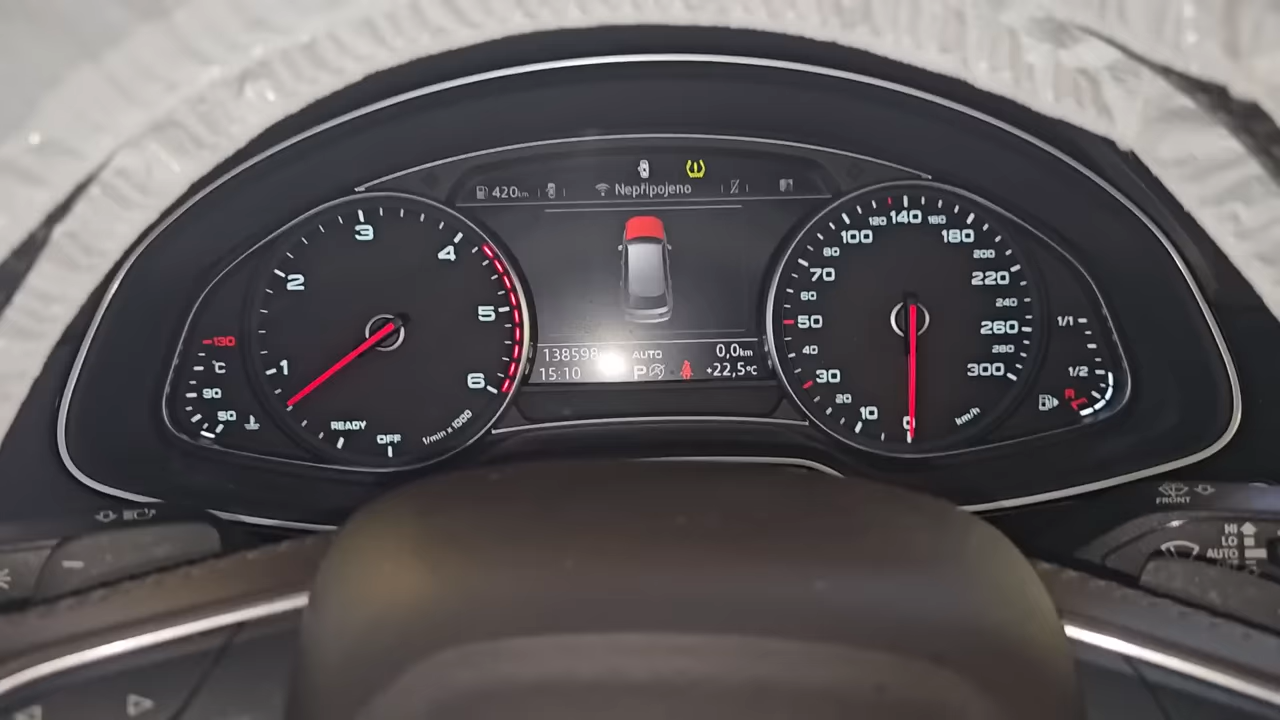 420km
Nepřipojeno
1
2
3
4
5
6
READY
OFF
1/min x 1000
130
°C
90
50
138598
AUTO
0,0km
15:10
P
+22,5°C
0
10
20
30
40
50
60
70
80
100
120
140
160
180
200
220
240
260
280
300
km/h
1/1
1/2
R
FRONT
HI
LO
AUTO